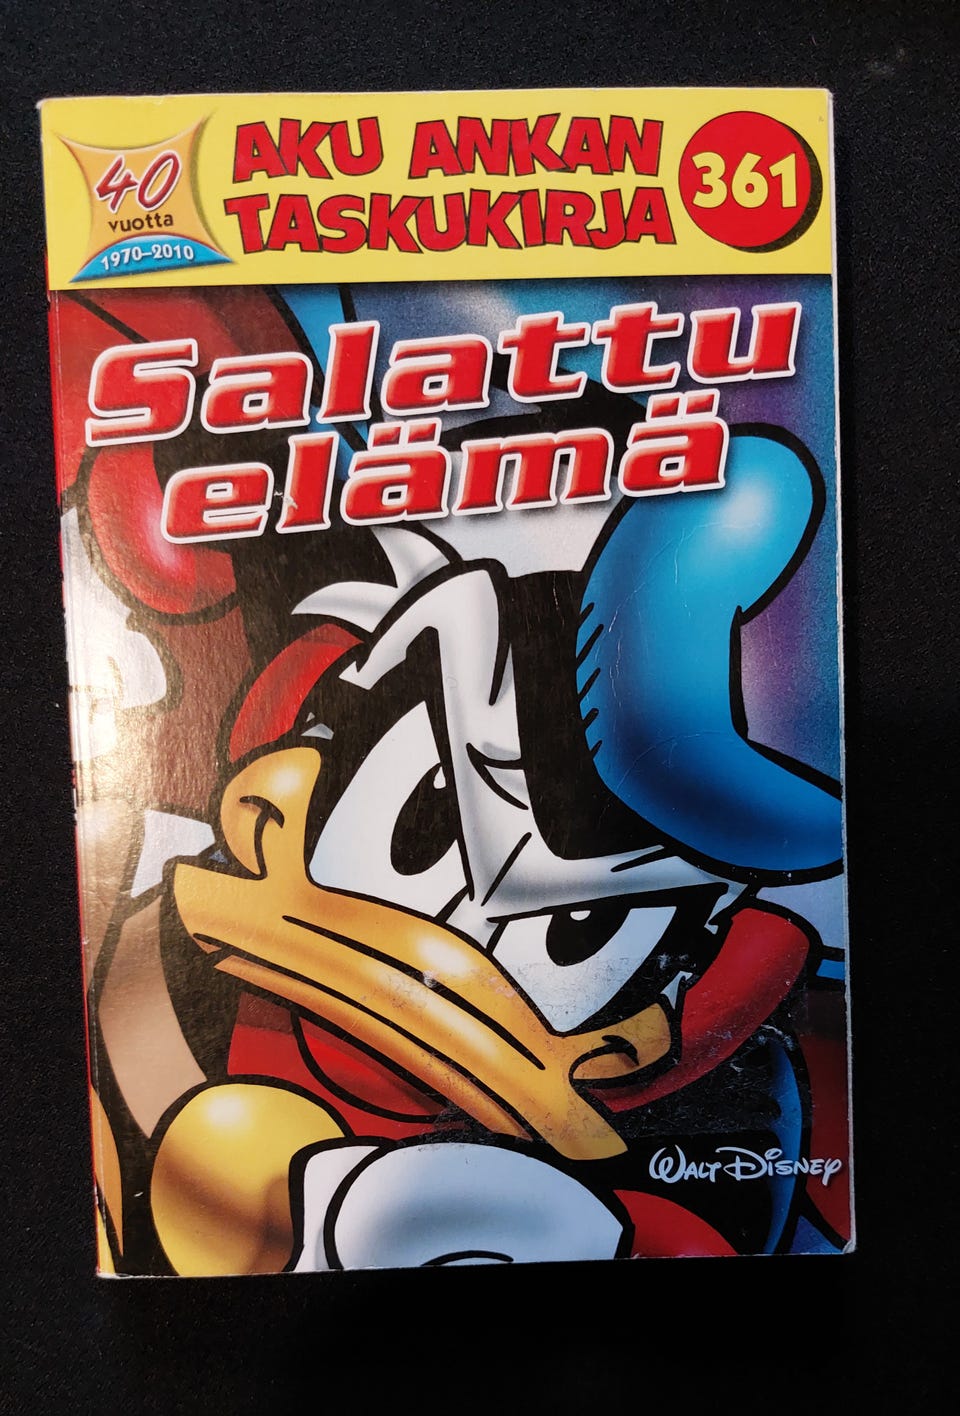 40
vuotta
1970–2010
AKU ANKAN
TASKUKIRJA
361
Salattu
elämä
WALT DISNEY